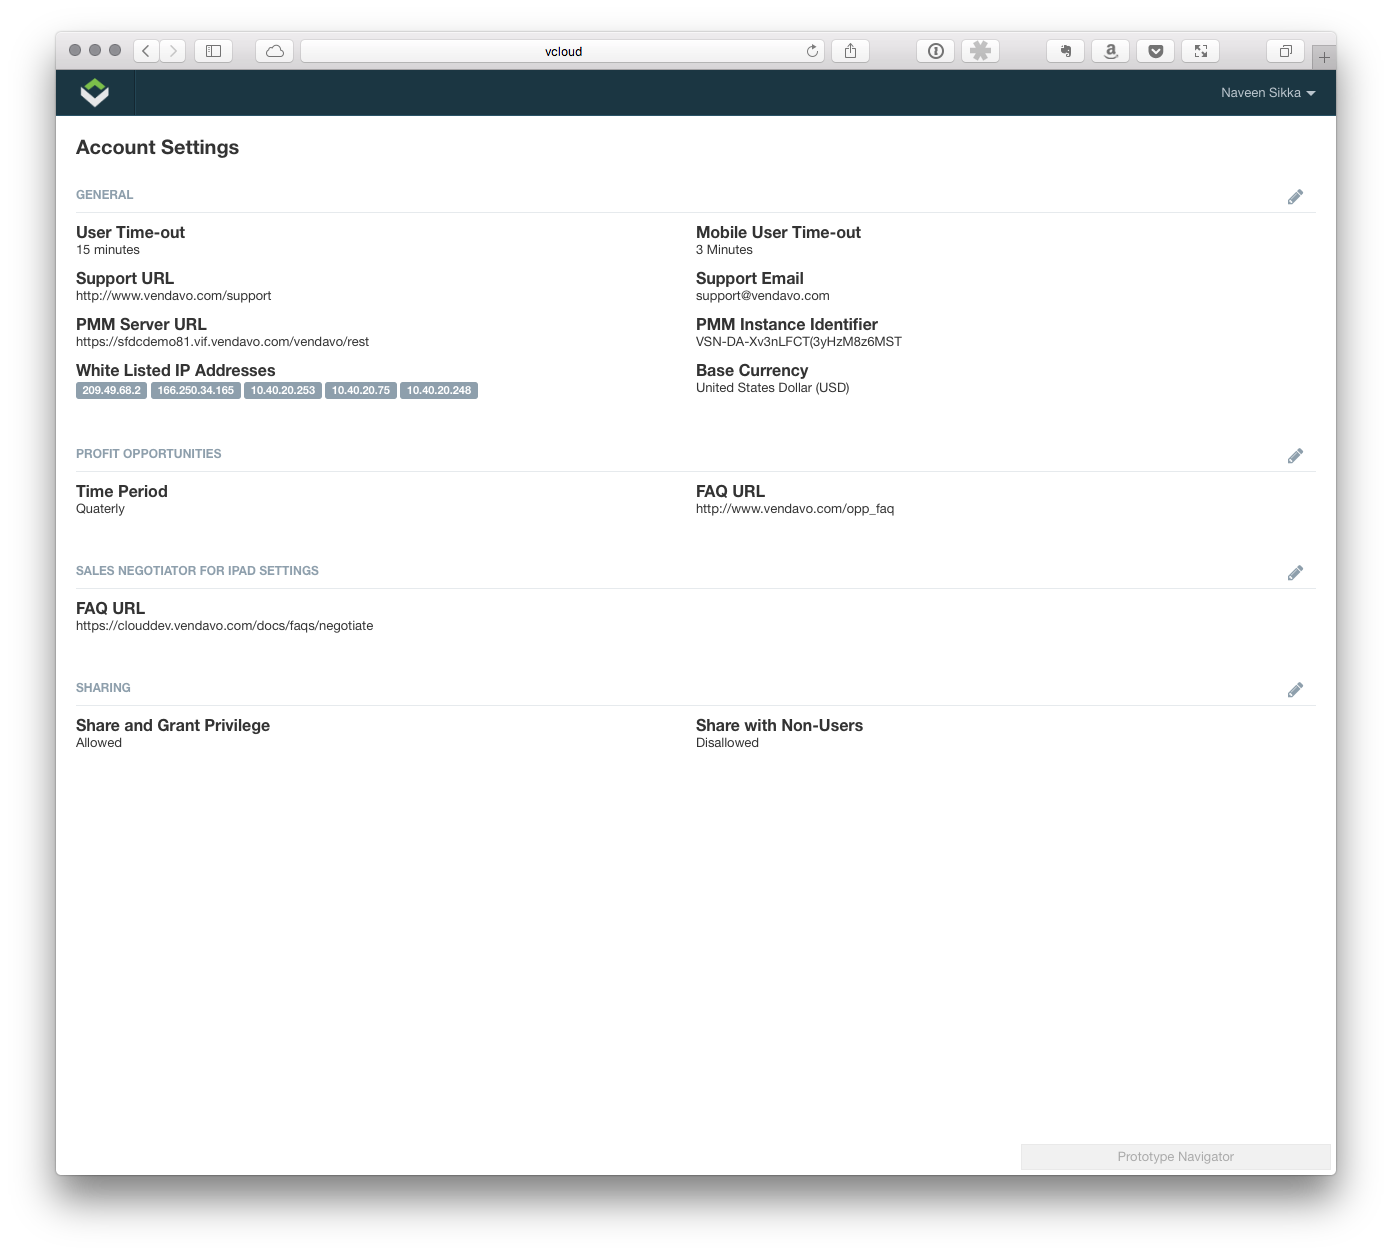 vcloud
Naveen Sikka
Account Settings
GENERAL
User Time-out
15 minutes
Mobile User Time-out
3 Minutes
Support URL
http://www.vendavo.com/support
Support Email
support@vendavo.com
PMM Server URL
https://sfdcdemo81.vif.vendavo.com/vendavo/rest
PMM Instance Identifier
VSN-DA-Xv3nLFCT(3yHzM8z6MST
White Listed IP Addresses
209.49.68.2 166.250.34.165 10.40.20.253 10.40.20.75 10.40.20.248
Base Currency
United States Dollar (USD)
PROFIT OPPORTUNITIES
Time Period
Quaterly
FAQ URL
http://www.vendavo.com/opp_faq
SALES NEGOTIATOR FOR IPAD SETTINGS
FAQ URL
https://clouddev.vendavo.com/docs/faqs/negotiate
SHARING
Share and Grant Privilege
Allowed
Share with Non-Users
Disallowed
Prototype Navigator